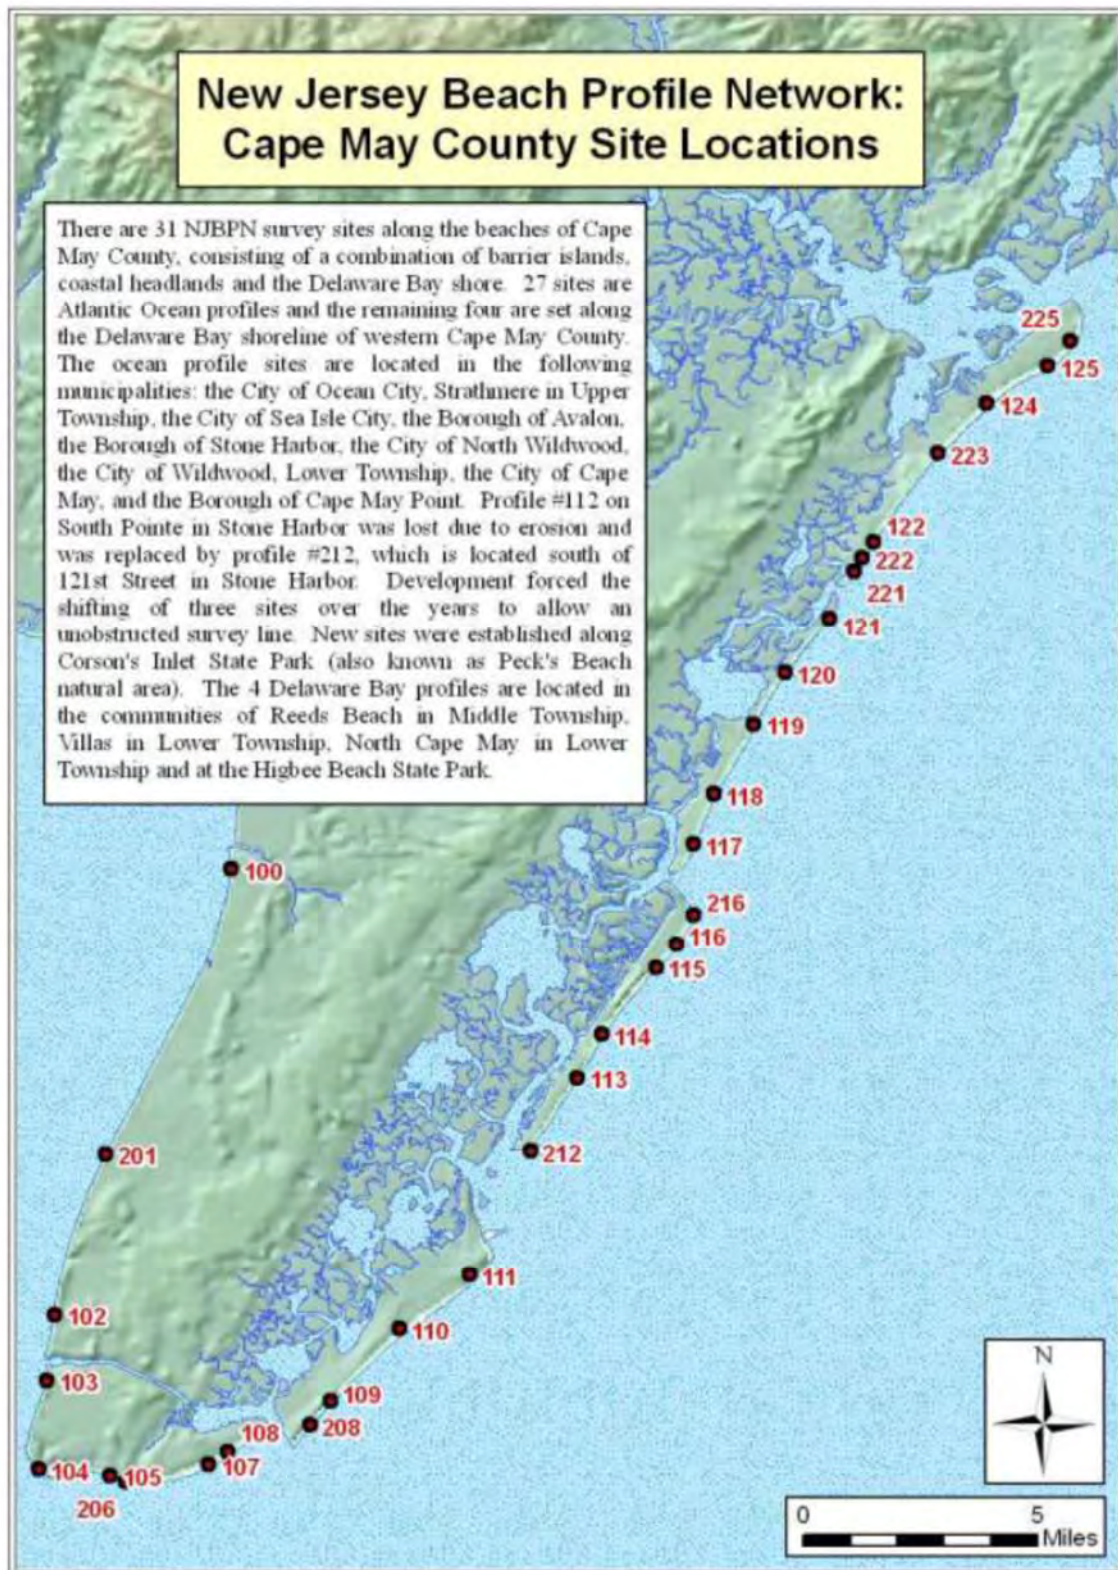 New Jersey Beach Profile Network:
Cape May County Site Locations
There are 31 NJBPN survey sites along the beaches of Cape
May County, consisting of a combination of barrier islands,
coastal headlands and the Delaware Bay shore. 27 sites are
Atlantic Ocean profiles and the remaining four are set along
the Delaware Bay shoreline of western Cape May County.
The ocean profile sites are located in the following
municipalities: the City of Ocean City, Strathmere in Upper
Township, the City of Sea Isle City, the Borough of Avalon,
the Borough of Stone Harbor, the City of North Wildwood,
the City of Wildwood, Lower Township, the City of Cape
May, and the Borough of Cape May Point. Profile #112 on
South Pointe in Stone Harbor was lost due to erosion and
was replaced by profile #212, which is located south of
121st Street in Stone Harbor. Development forced the
shifting of three sites over the years to allow an
unobstructed survey line. New sites were established along
Corson's Inlet State Park (also known as Peck's Beach
natural area). The 4 Delaware Bay profiles are located in
the communities of Reeds Beach in Middle Township,
Villas in Lower Township, North Cape May in Lower
Township and at the Higbee Beach State Park.
225
125
124
223
122
222
221
121
120
119
118
117
100
216
116
115
114
113
212
201
111
102
110
103
109
208
108
107
104
105
206
N
0 5
Miles